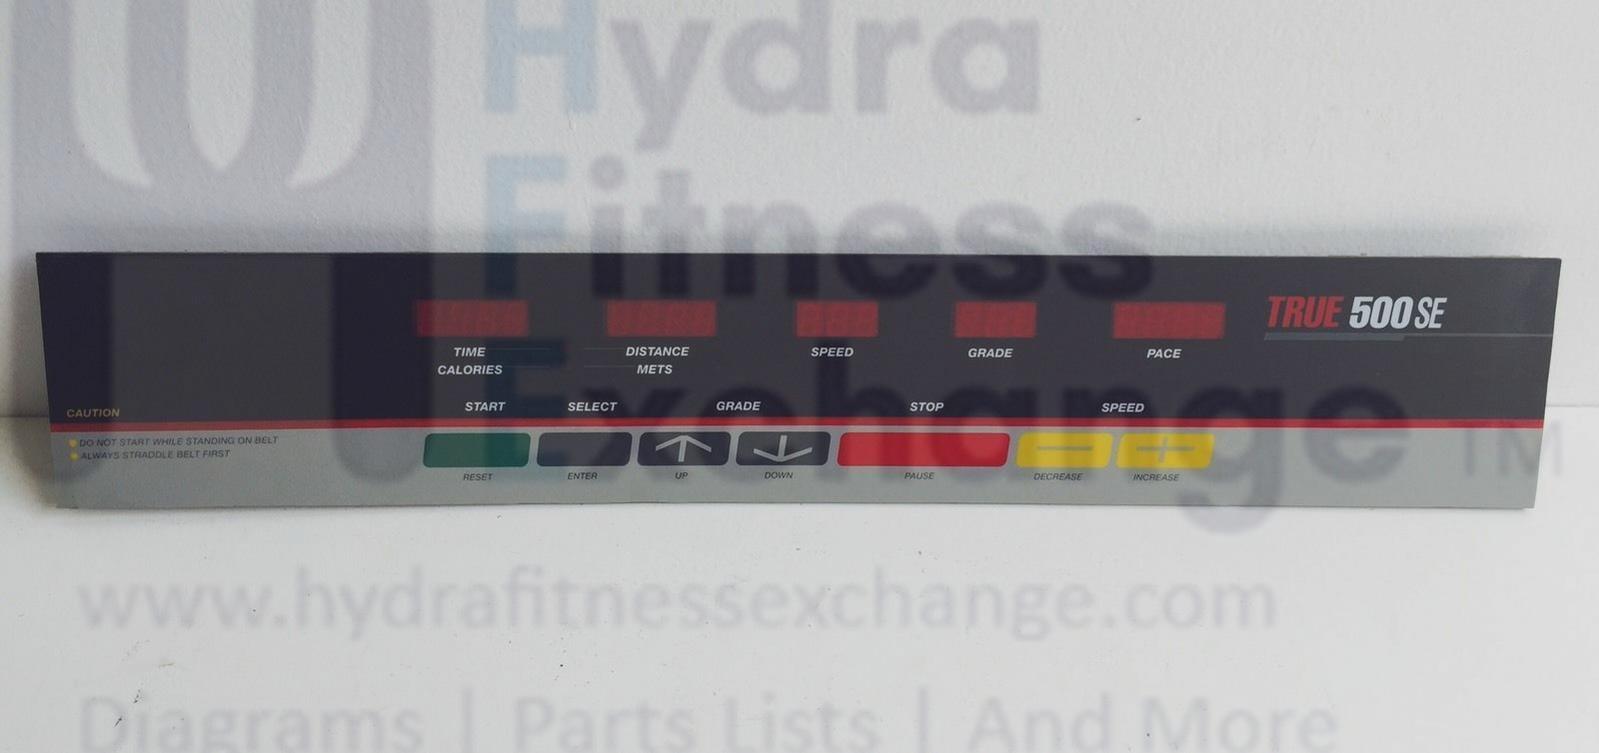 Hydra
Fitness
Exchange TM
TRUE 500 SE
TIME DISTANCE SPEED GRADE PACE
CALORIES METS
START SELECT GRADE STOP SPEED
CAUTION
DO NOT START WHILE STANDING ON BELT
ALWAYS STRADDLE BELT FIRST
RESET ENTER UP DOWN PAUSE DECREASE INCREASE
www.hydrafitnessexchange.com
Diagrams | Parts Lists | And More